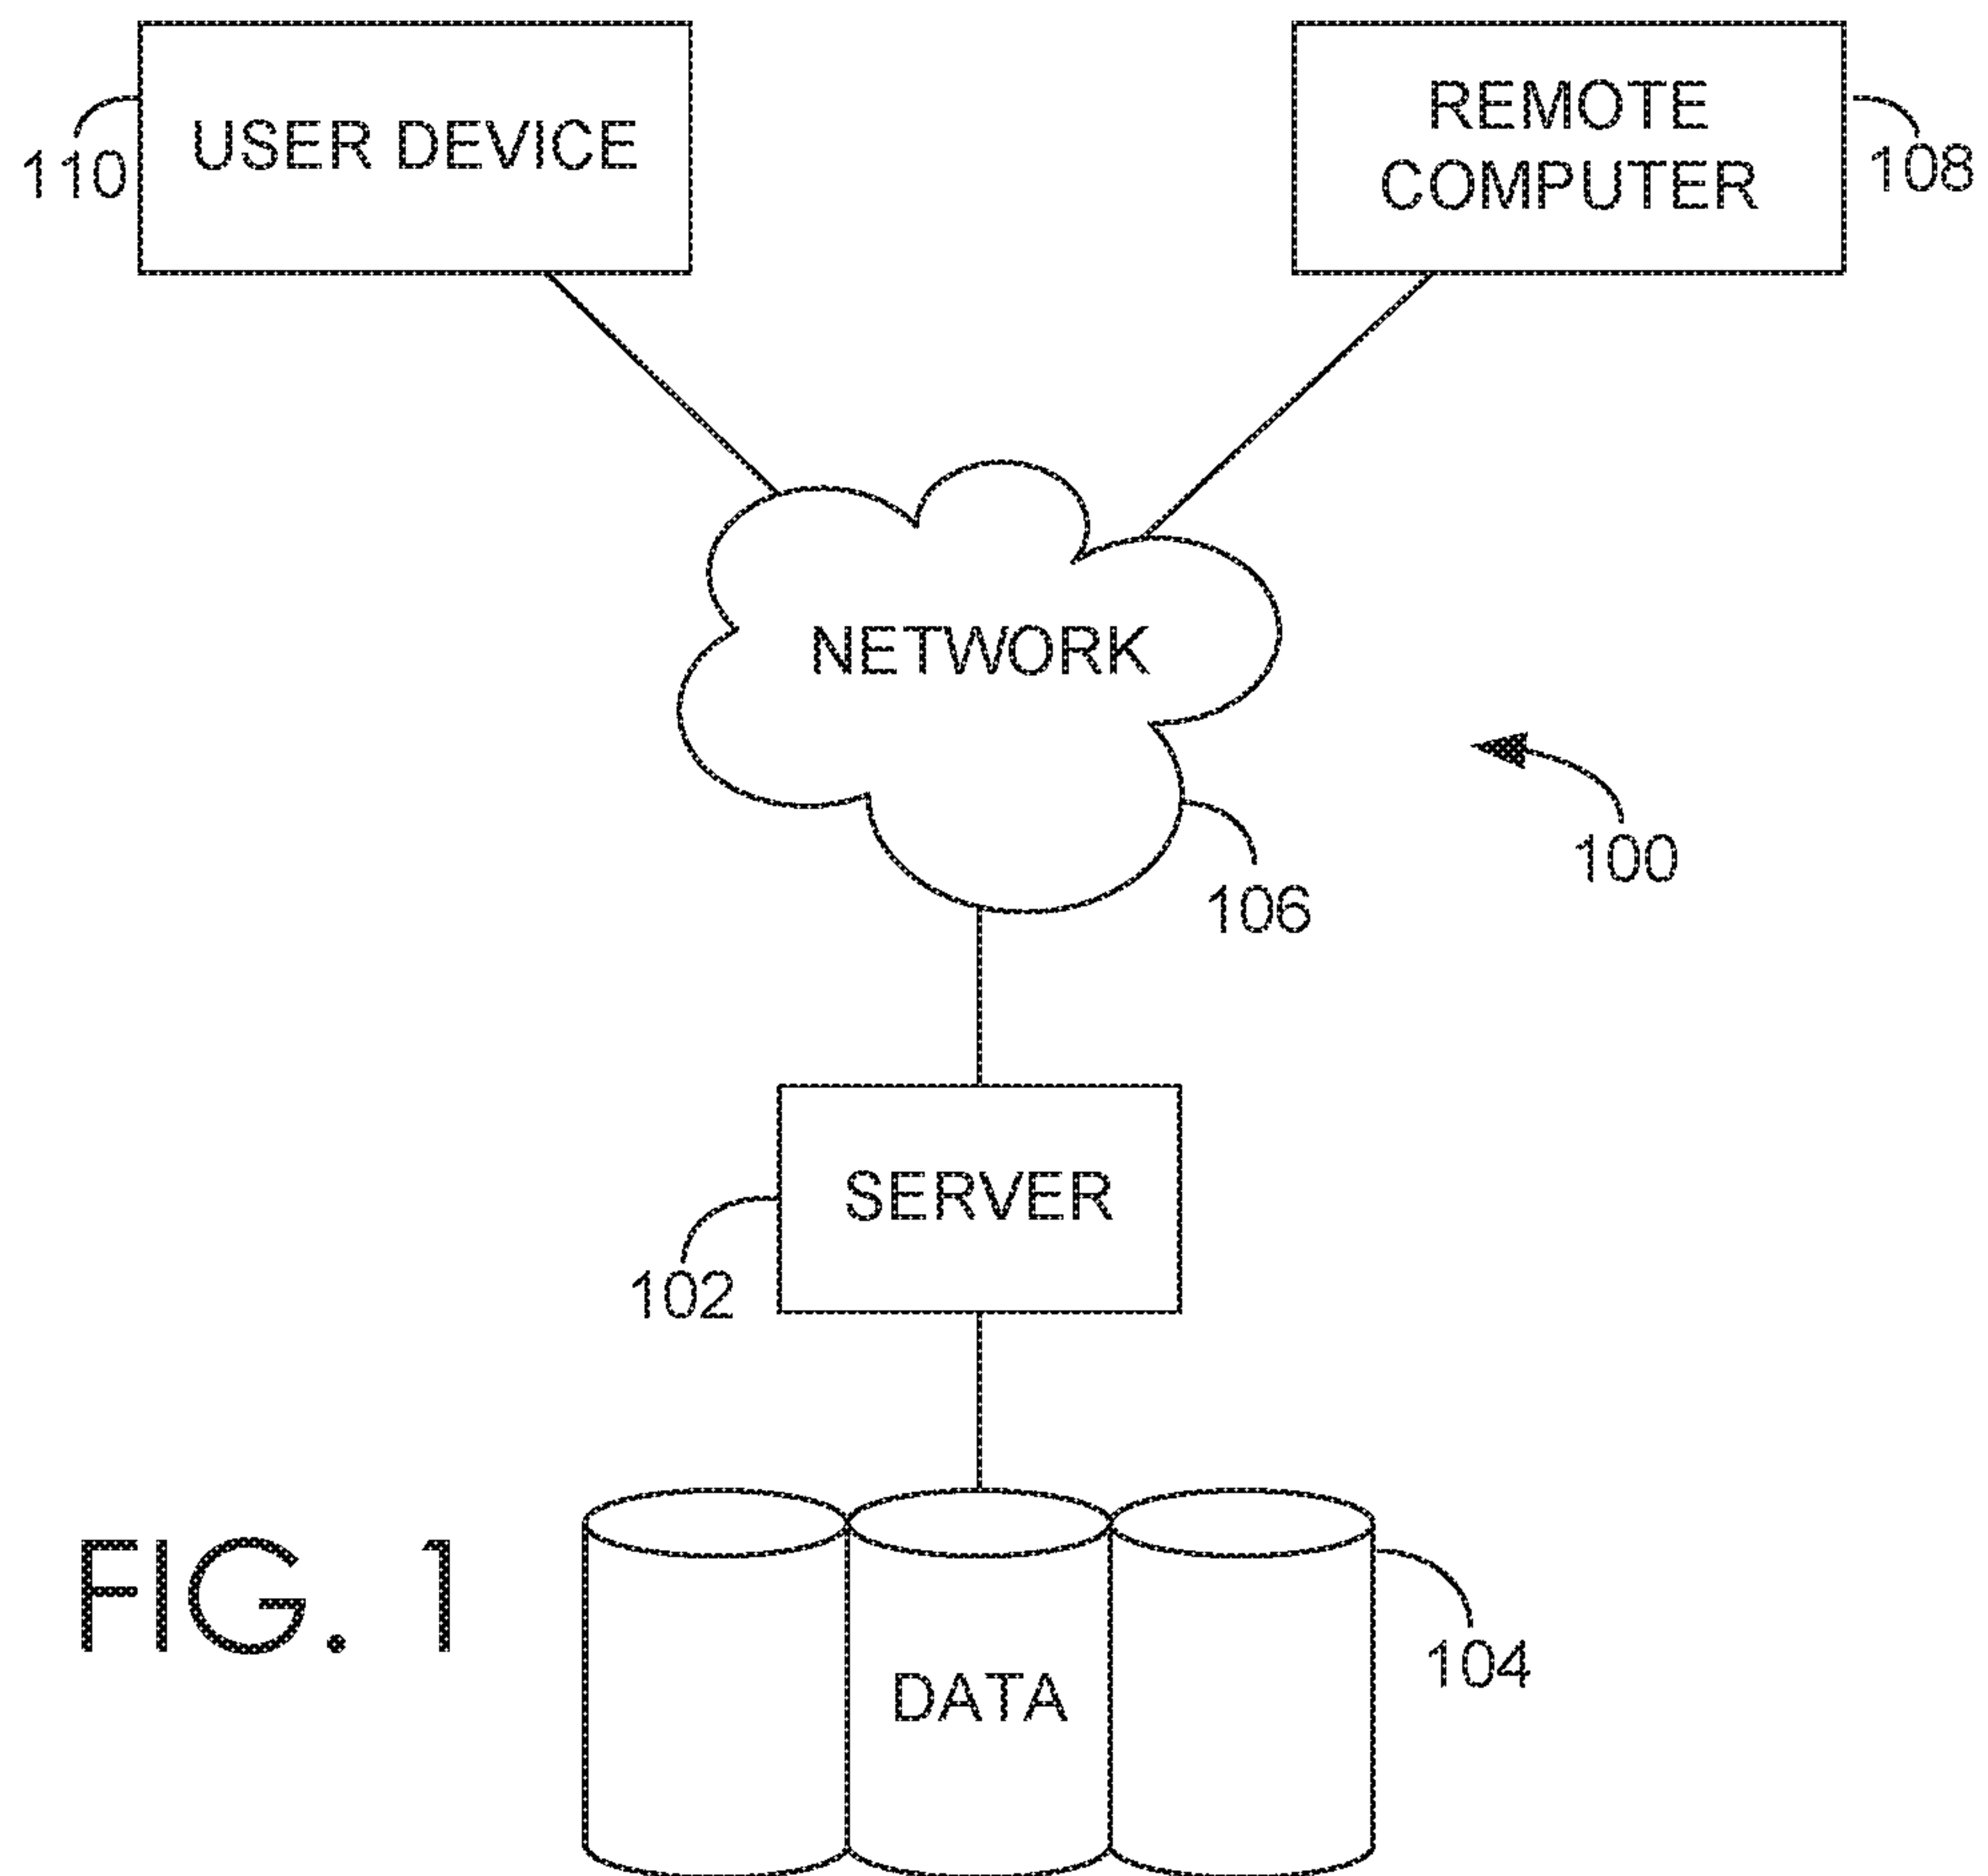 USER DEVICE
110
REMOTE
COMPUTER
108
NETWORK
100
106
SERVER
102
DATA
104
FIG. 1